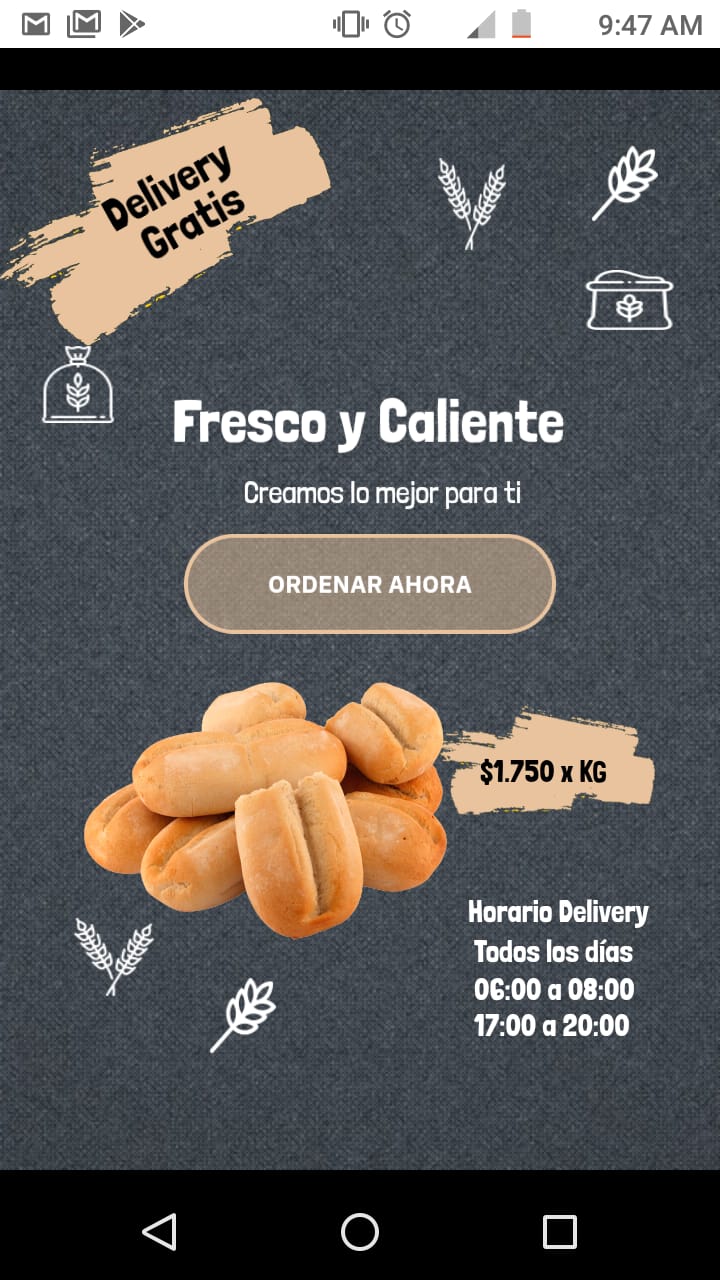 9:47 AM
Delivery
Gratis
Fresco y Caliente
Creamos lo mejor para ti
ORDENAR AHORA
$1.750 x KG
Horario Delivery
Todos los días
06:00 a 08:00
17:00 a 20:00